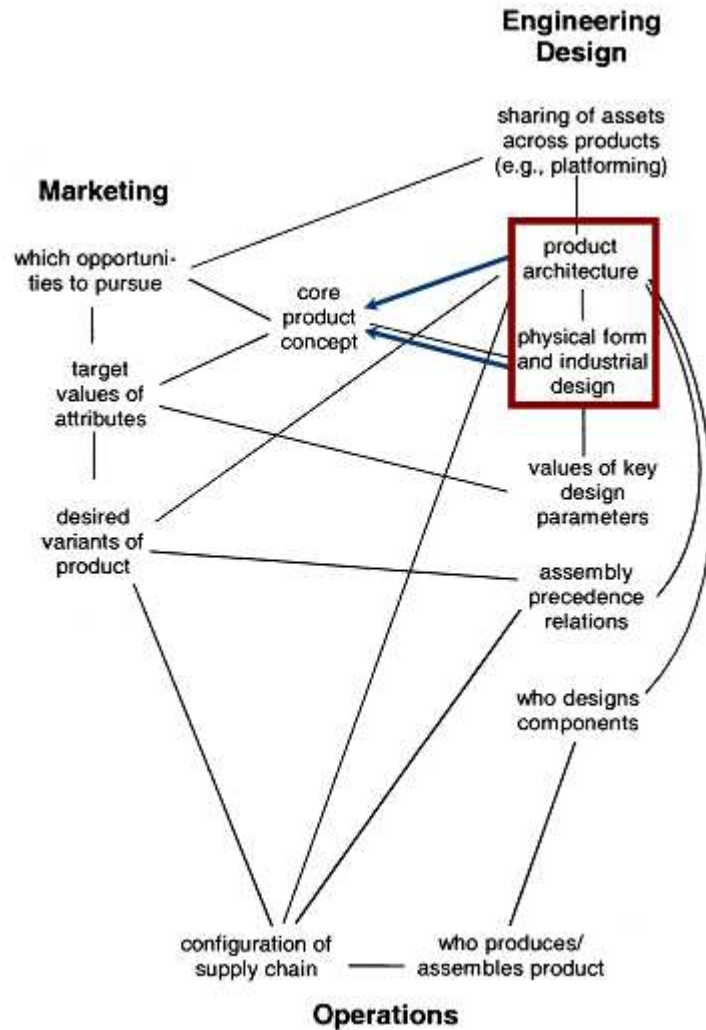 Engineering
Design
sharing of assets
across products
(e.g., platforming)
Marketing
which opportuni-
ties to pursue
product
architecture
core
product
concept
physical form
and industrial
design
target
values of
attributes
values of key
design
parameters
desired
variants of
product
assembly
precedence
relations
who designs
components
configuration of
supply chain
who produces/
assembles product
Operations